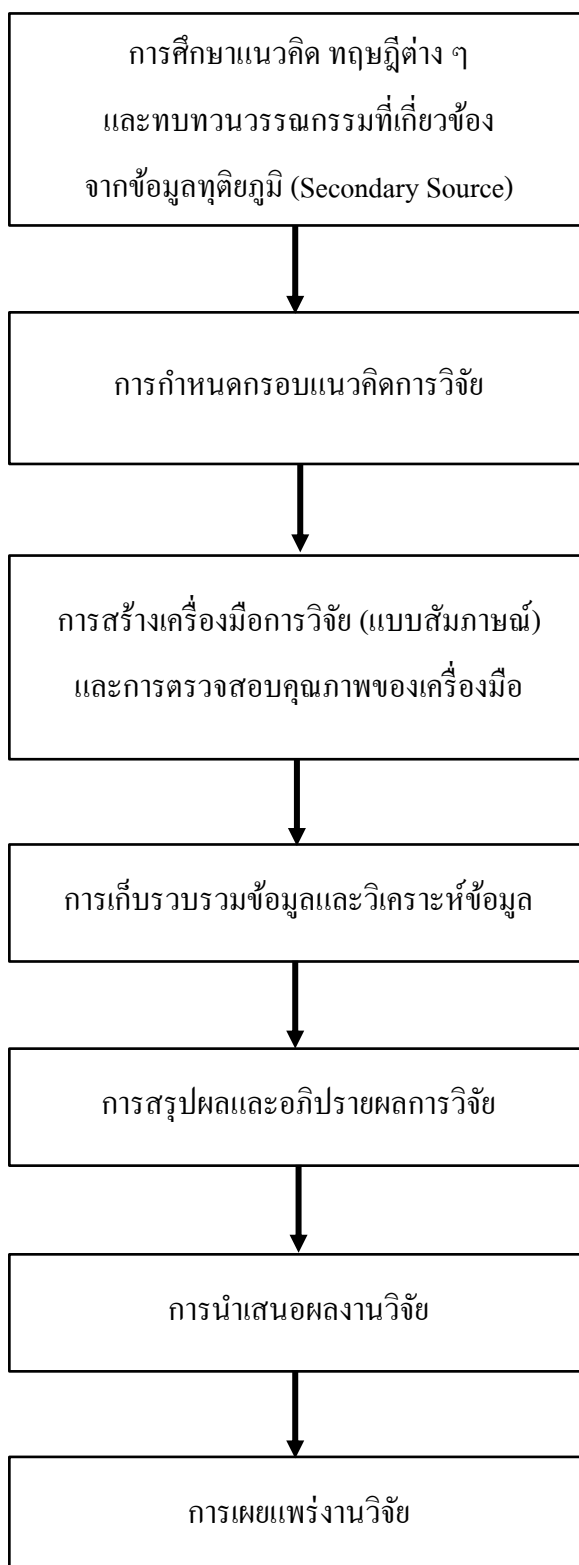 การศึกษาแนวคิด ทฤษฎีต่าง ๆ
และทบทวนวรรณกรรมที่เกี่ยวข้อง
จากข้อมูลทุติยภูมิ (Secondary Source)
การกำหนดกรอบแนวคิดการวิจัย
การสร้างเครื่องมือการวิจัย (แบบสัมภาษณ์)
และการตรวจสอบคุณภาพของเครื่องมือ
การเก็บรวบรวมข้อมูลและวิเคราะห์ข้อมูล
การสรุปผลและอภิปรายผลการวิจัย
การนำเสนอผลงานวิจัย
การเผยแพร่งานวิจัย